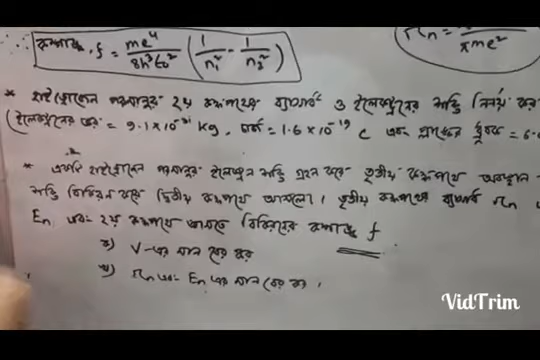 কম্পাঙ্ক, f = me⁴/8h³ε₀² (1/n₁² - 1/n₂²)
rₙ = /πme²
* হাইড্রোজেন পরমাণুর ২য় কক্ষপথের ব্যাসার্ধ ও ইলেকট্রনের শক্তি নির্ণয় কর
(ইলেকট্রনের ভর = 9.1×10⁻³¹ kg, চার্জ = 1.6×10⁻¹⁹ C এবং প্লাঙ্কের ধ্রুবক = 6.
* একটি হাইড্রোজেন পরমাণুর ইলেকট্রন শক্তি গ্রহণ করে তৃতীয় কক্ষপথে অবস্থান
শক্তি বিকিরণ করে দ্বিতীয় কক্ষপথে আসলো। তৃতীয় কক্ষপথের ব্যাসার্ধ rₙ
Eₙ এবং ২য় কক্ষপথে আসতে বিকিরণের কম্পাঙ্ক f
ক) V-এর মান বের কর
খ) rₙ এবং Eₙ এর মান বের কর।
VidTrim